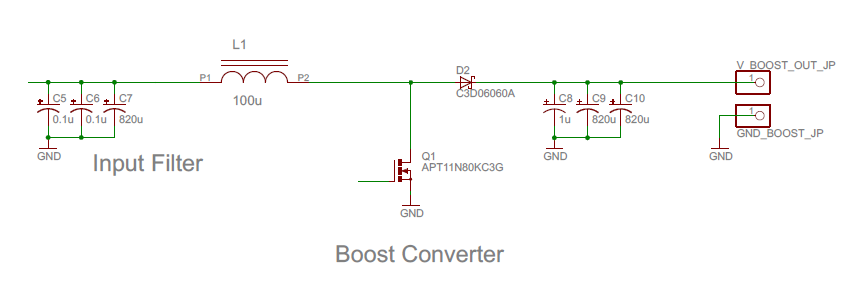 L1
P1
P2
100u
C5
0.1u
C6
0.1u
C7
820u
GND
Input Filter
D2
C3D06060A
Q1
APT11N80KC3G
GND
C8
1u
C9
820u
C10
820u
GND
V_BOOST_OUT_JP
1
1
GND_BOOST_JP
GND
Boost Converter